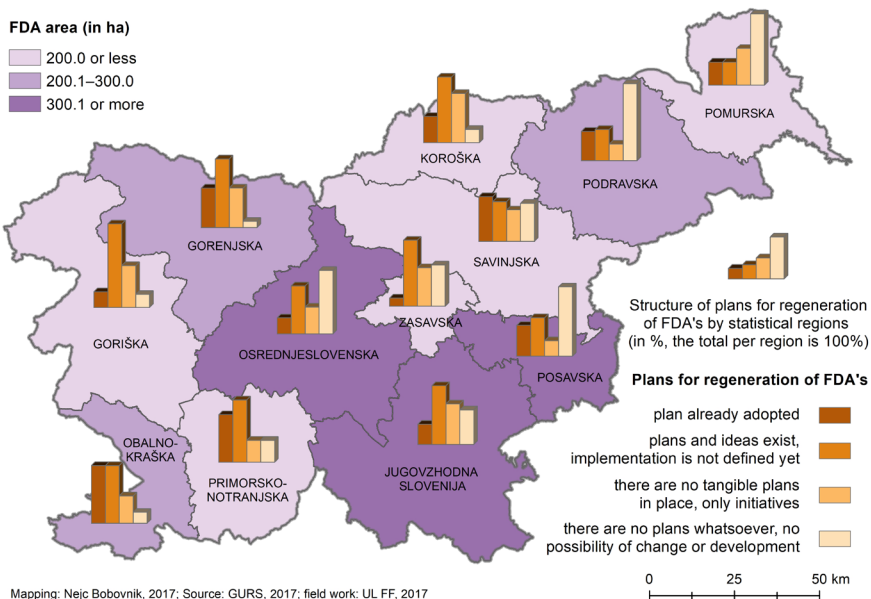 FDA area (in ha)
200.0 or less
200.1–300.0
300.1 or more
POMURSKA
KOROŠKA
PODRAVSKA
GORENJSKA
SAVINJSKA
ZASAVSKA
GORIŠKA
OSREDNJESLOVENSKA
POSAVSKA
OBALNO-
KRAŠKA
PRIMORSKO-
NOTRANJSKA
JUGOVZHODNA
SLOVENIJA
Structure of plans for regeneration
of FDA's by statistical regions
(in %, the total per region is 100%)
Plans for regeneration of FDA's
plan already adopted
plans and ideas exist,
implementation is not defined yet
there are no tangible plans
in place, only initiatives
there are no plans whatsoever, no
possibility of change or development
0 25 50 km
Mapping: Nejc Bobovnik, 2017; Source: GURS, 2017; field work: UL FF, 2017